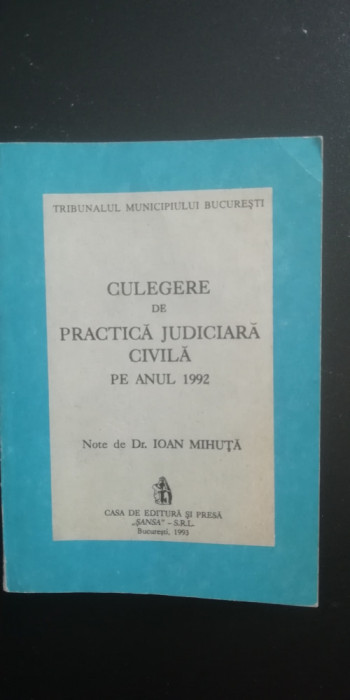 TRIBUNALUL MUNICIPIULUI BUCUREȘTI
CULEGERE
DE
PRACTICĂ JUDICIARĂ
CIVILĂ
PE ANUL 1992
Note de Dr. IOAN MIHUȚĂ
CASA DE EDITURĂ ȘI PRESĂ
„ȘANSA" - S.R.L.
București, 1993